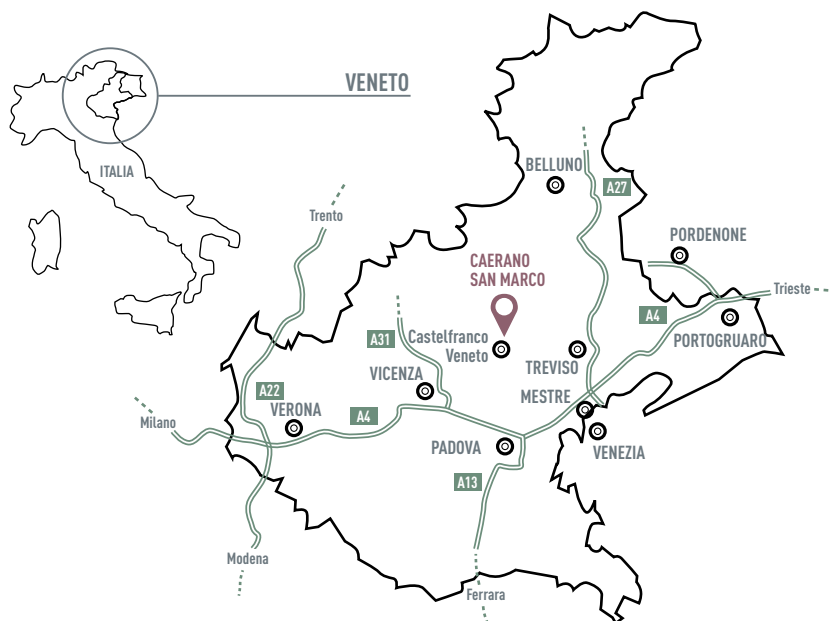 VENETO
ITALIA
BELLUNO
A27
Trento
PORDENONE
CAERANO
SAN MARCO
Trieste
A4
A31
Castelfranco
Veneto
PORTOGRUARO
TREVISO
VICENZA
A22
MESTRE
VERONA
A4
Milano
PADOVA
VENEZIA
A13
Modena
Ferrara